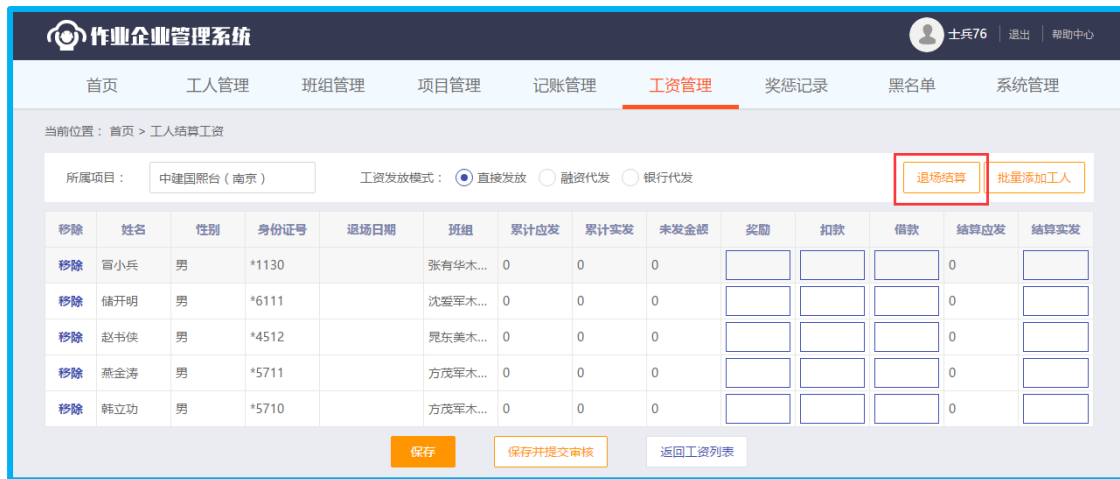 作业企业管理系统 士兵76 退出 帮助中心
首页 工人管理 班组管理 项目管理 记账管理 工资管理 奖惩记录 黑名单 系统管理
当前位置： 首页 > 工人结算工资
所属项目： 中建国熙台（南京） 工资发放模式： 直接发放 融资代发 银行代发 退场结算 批量添加工人
移除 姓名 性别 身份证号 退场日期 班组 累计应发 累计实发 未发金额 奖励 扣款 借款 结算应发 结算实发
移除 冒小兵 男 *1130 张有华木... 0 0 0 0
移除 储开明 男 *6111 沈爱军木... 0 0 0 0
移除 赵书侠 男 *4512 晁东美木... 0 0 0 0
移除 燕金涛 男 *5711 方茂军木... 0 0 0 0
移除 韩立功 男 *5710 方茂军木... 0 0 0 0
保存 保存并提交审核 返回工资列表